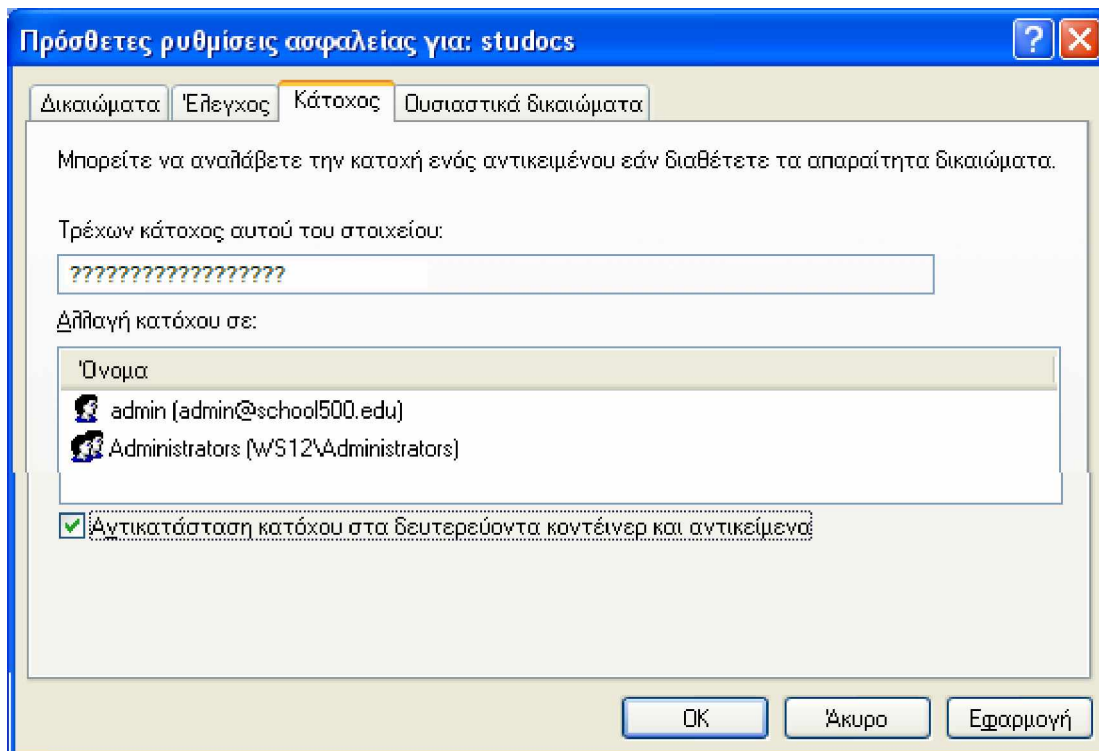 Πρόσθετες ρυθμίσεις ασφαλείας για: studocs
Δικαιώματα Έλεγχος Κάτοχος Ουσιαστικά δικαιώματα
Μπορείτε να αναλάβετε την κατοχή ενός αντικειμένου εάν διαθέτετε τα απαραίτητα δικαιώματα.
Τρέχων κάτοχος αυτού του στοιχείου:
??????????????????
Αλλαγή κατόχου σε:
Όνομα
admin (admin@school500.edu)
Administrators (WS12\Administrators)
Αντικατάσταση κατόχου στα δευτερεύοντα κοντέινερ και αντικείμενα
OK Άκυρο Εφαρμογή